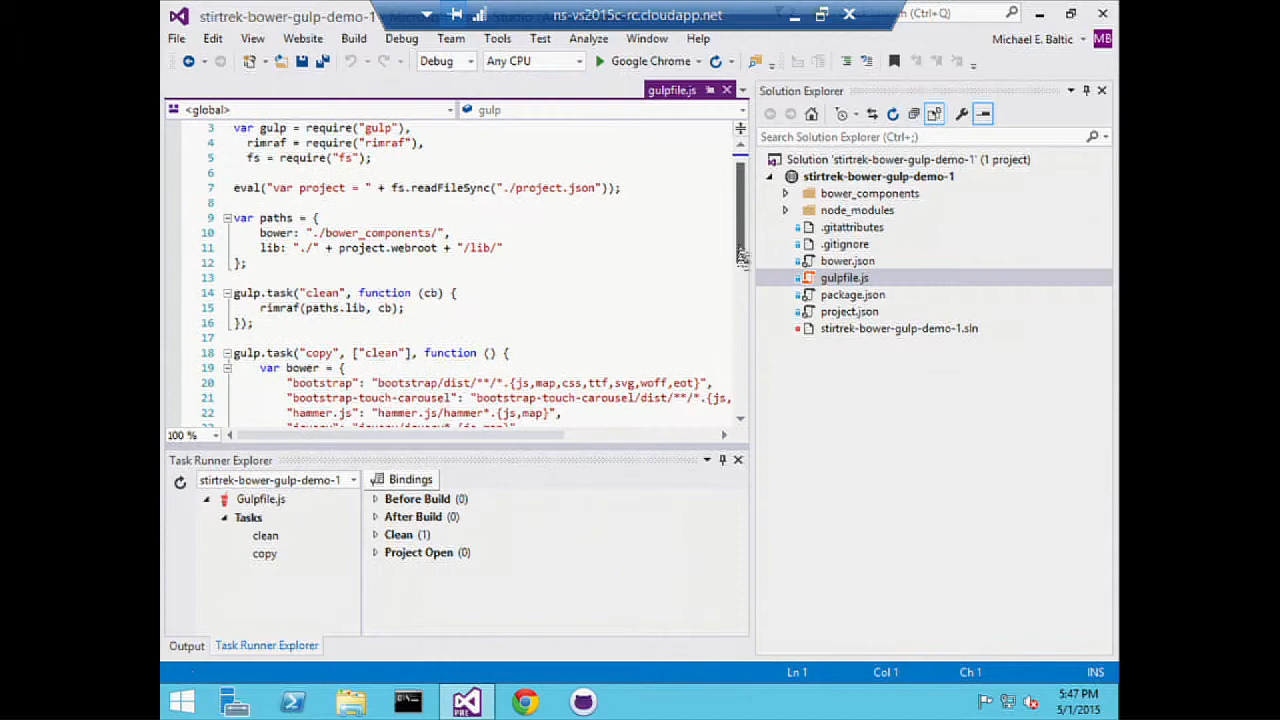 stirtrek-bower-gulp-demo-1
ns-vs2015c-rc.cloudapp.net
(Ctrl+Q)
File Edit View Website Build Debug Team Tools Test Analyze Window Help
Michael E. Baltic MB
Debug Any CPU Google Chrome
gulpfile.js
<global> gulp
3 var gulp = require("gulp"),
4 rimraf = require("rimraf"),
5 fs = require("fs");
6
7 eval("var project = " + fs.readFileSync("./project.json"));
8
9 var paths = {
10 bower: "./bower_components/",
11 lib: "./" + project.webroot + "/lib/"
12 };
13
14 gulp.task("clean", function (cb) {
15 rimraf(paths.lib, cb);
16 });
17
18 gulp.task("copy", ["clean"], function () {
19 var bower = {
20 "bootstrap": "bootstrap/dist/**/*.{js,map,css,ttf,svg,woff,eot}",
21 "bootstrap-touch-carousel": "bootstrap-touch-carousel/dist/**/*.{js,
22 "hammer.js": "hammer.js/hammer*.{js,map}",
100 %
Solution Explorer
Search Solution Explorer (Ctrl+;)
Solution 'stirtrek-bower-gulp-demo-1' (1 project)
stirtrek-bower-gulp-demo-1
bower_components
node_modules
.gitattributes
.gitignore
bower.json
gulpfile.js
package.json
project.json
stirtrek-bower-gulp-demo-1.sln
Task Runner Explorer
stirtrek-bower-gulp-demo-1
Gulpfile.js
Tasks
clean
copy
Bindings
Before Build (0)
After Build (0)
Clean (1)
Project Open (0)
Output Task Runner Explorer
Ln 1 Col 1 Ch 1 INS
5:47 PM
5/1/2015